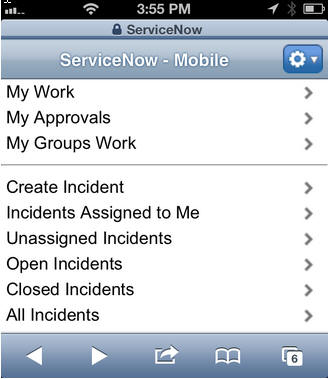 3:55 PM
ServiceNow
ServiceNow - Mobile
My Work
My Approvals
My Groups Work
Create Incident
Incidents Assigned to Me
Unassigned Incidents
Open Incidents
Closed Incidents
All Incidents
6